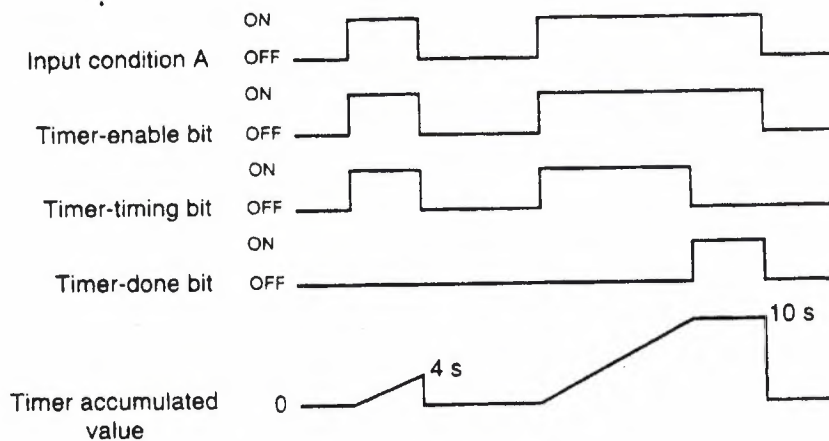 ON
Input condition A OFF
ON
Timer-enable bit OFF
ON
Timer-timing bit OFF
ON
Timer-done bit OFF
10 s
4 s
Timer accumulated 0
value